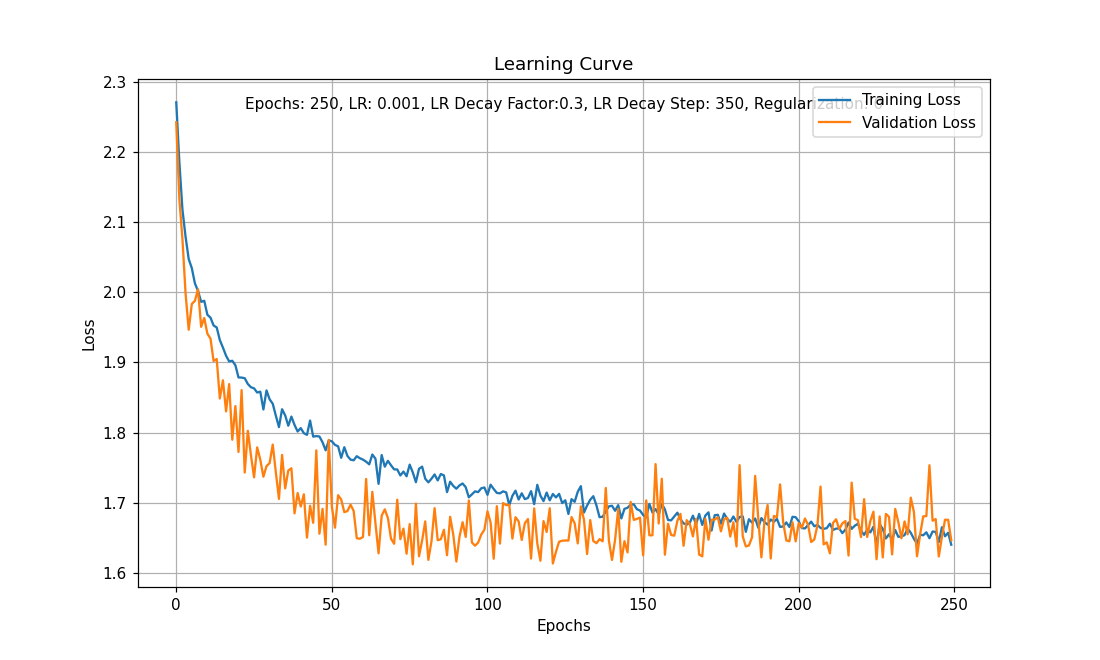 Learning Curve
Epochs: 250, LR: 0.001, LR Decay Factor:0.3, LR Decay Step: 350, Regularization: 0
Training Loss
Validation Loss
Loss
2.3
2.2
2.1
2.0
1.9
1.8
1.7
1.6
0 50 100 150 200 250
Epochs